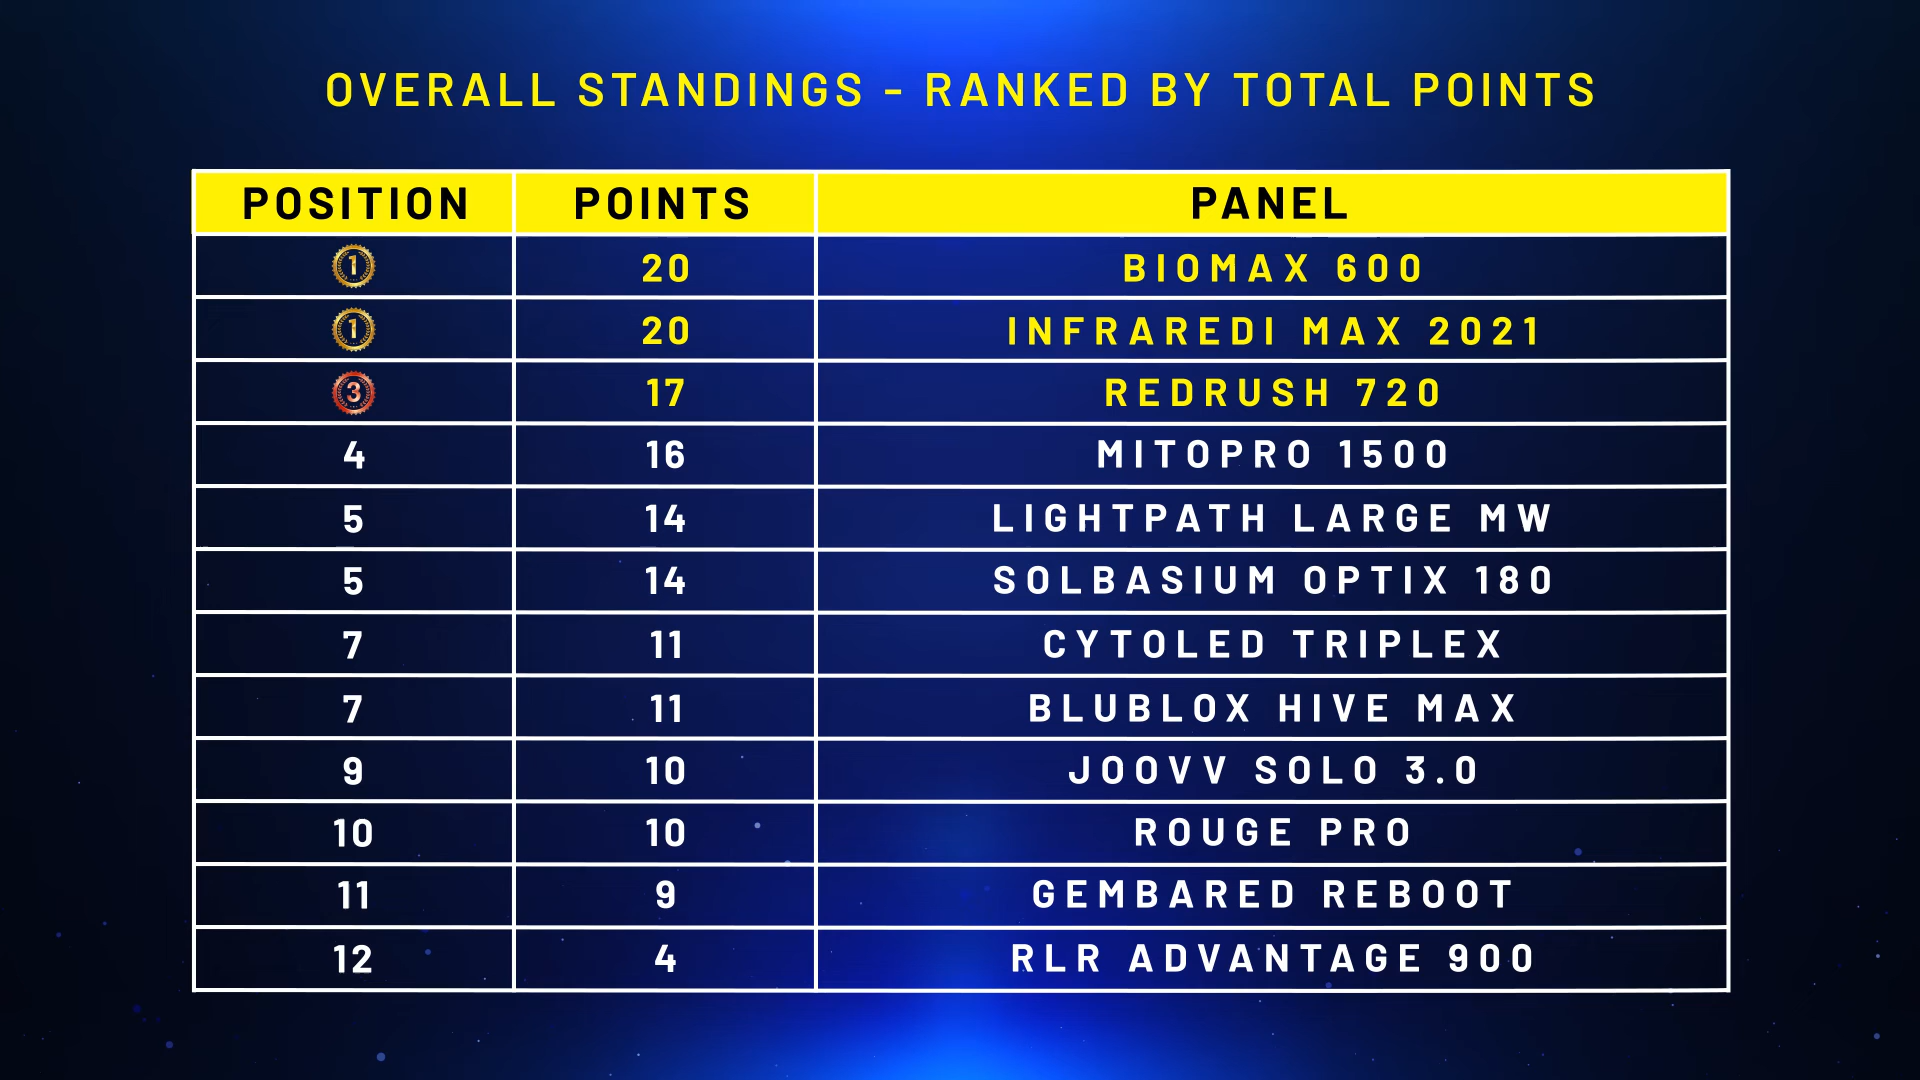 OVERALL STANDINGS - RANKED BY TOTAL POINTS
POSITION POINTS PANEL
1 20 BIOMAX 600
1 20 INFRAREDI MAX 2021
3 17 REDRUSH 720
4 16 MITOPRO 1500
5 14 LIGHTPATH LARGE MW
5 14 SOLBASIUM OPTIX 180
7 11 CYTOLED TRIPLEX
7 11 BLUBLOX HIVE MAX
9 10 JOOVV SOLO 3.0
10 10 ROUGE PRO
11 9 GEMBARED REBOOT
12 4 RLR ADVANTAGE 900